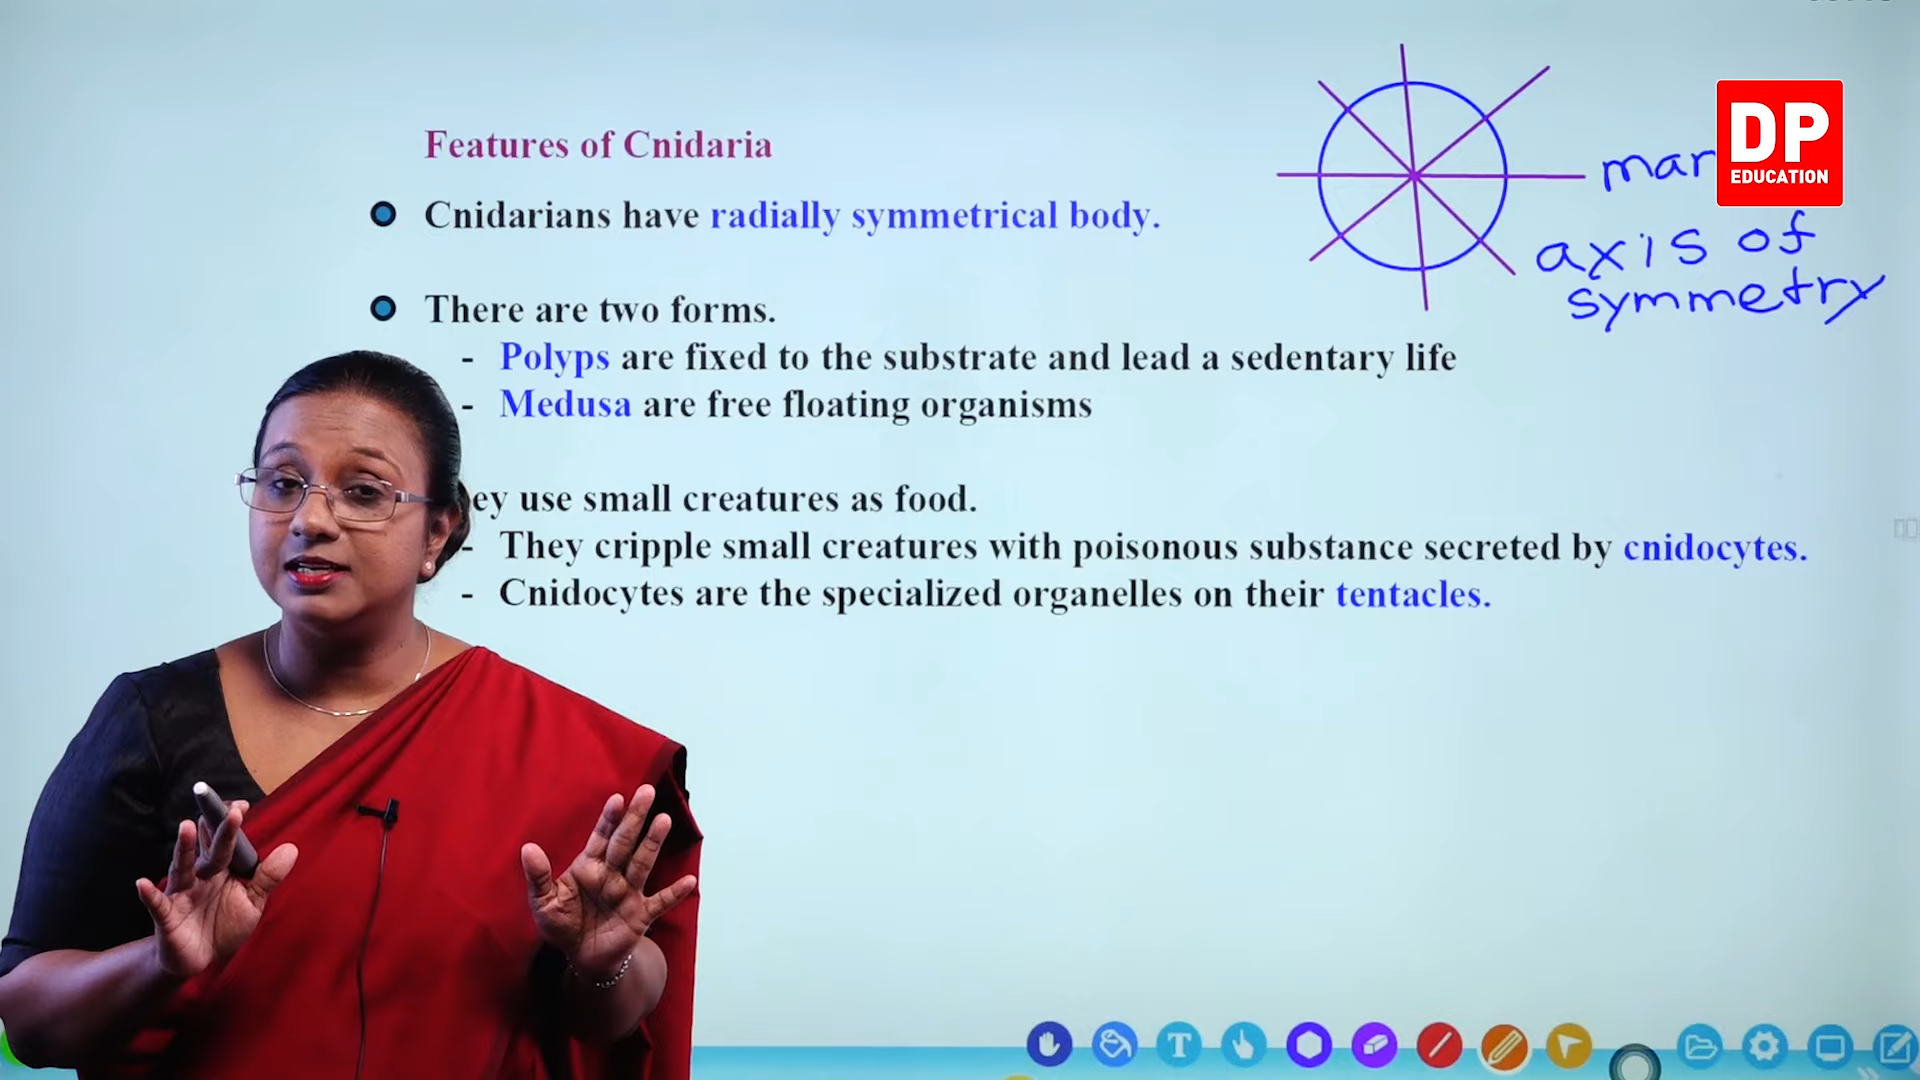 DP
EDUCATION
Features of Cnidaria
Cnidarians have radially symmetrical body.
axis of
symmetry
There are two forms.
- Polyps are fixed to the substrate and lead a sedentary life
- Medusa are free floating organisms
ey use small creatures as food.
- They cripple small creatures with poisonous substance secreted by cnidocytes.
- Cnidocytes are the specialized organelles on their tentacles.
T